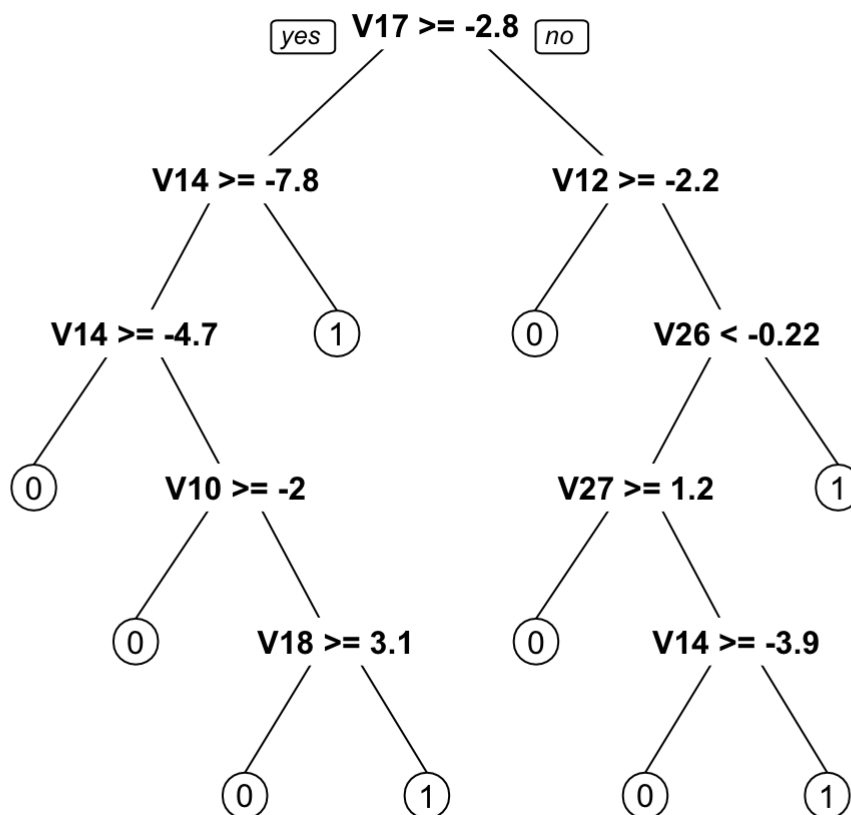 yes V17 >= -2.8 no
V14 >= -7.8 V12 >= -2.2
V14 >= -4.7 1 0 V26 < -0.22
0 V10 >= -2 V27 >= 1.2 1
0 V18 >= 3.1 0 V14 >= -3.9
0 1 0 1